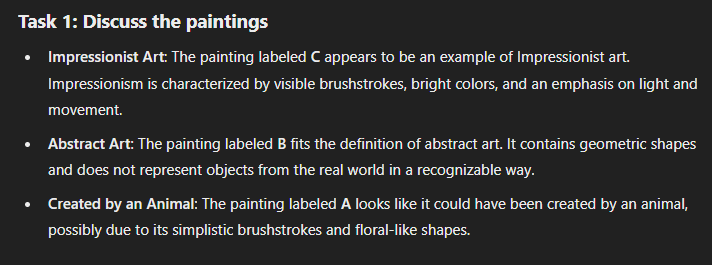 Task 1: Discuss the paintings
• Impressionist Art: The painting labeled C appears to be an example of Impressionist art.
Impressionism is characterized by visible brushstrokes, bright colors, and an emphasis on light and
movement.
• Abstract Art: The painting labeled B fits the definition of abstract art. It contains geometric shapes
and does not represent objects from the real world in a recognizable way.
• Created by an Animal: The painting labeled A looks like it could have been created by an animal,
possibly due to its simplistic brushstrokes and floral-like shapes.